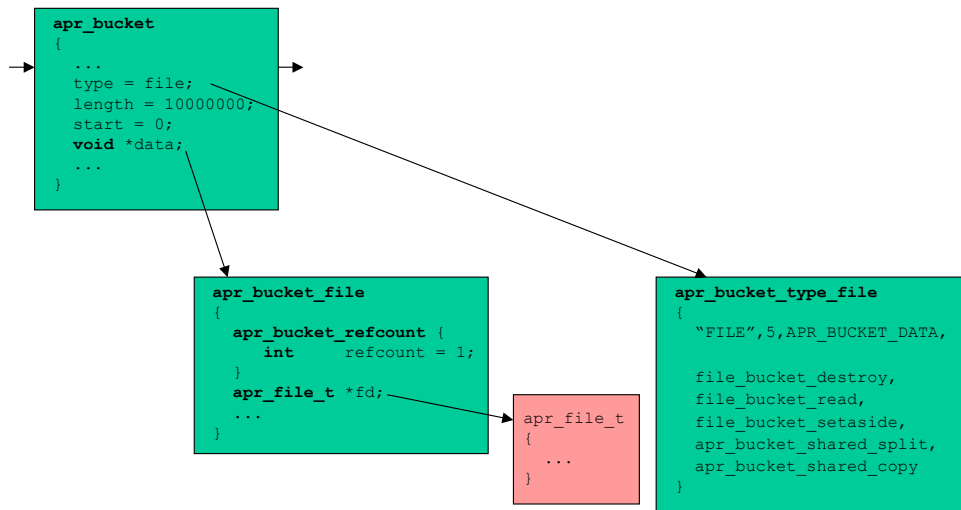 apr_bucket
{
...
type = file;
length = 10000000;
start = 0;
void *data;
...
}
apr_bucket_file
{
apr_bucket_refcount {
int refcount = 1;
}
apr_file_t *fd;
...
}
apr_file_t
{
...
}
apr_bucket_type_file
{
“FILE”,5,APR_BUCKET_DATA,
file_bucket_destroy,
file_bucket_read,
file_bucket_setaside,
apr_bucket_shared_split,
apr_bucket_shared_copy
}